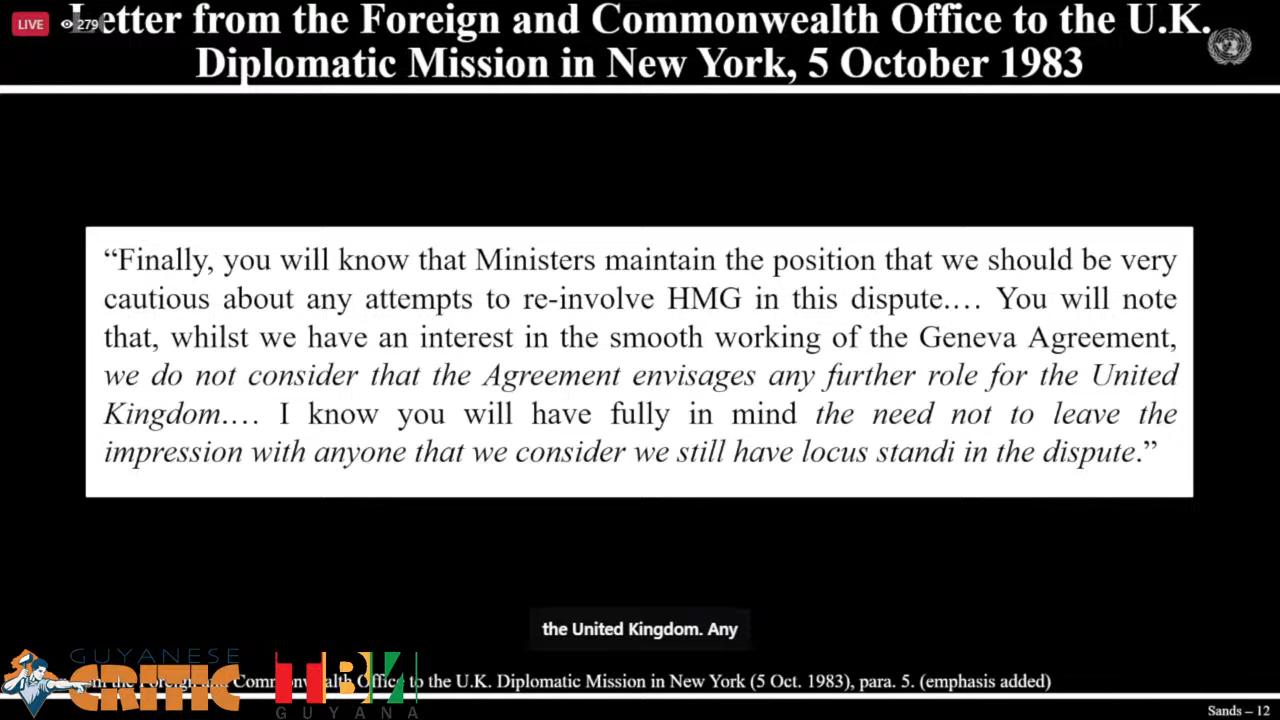 LIVE 279
Letter from the Foreign and Commonwealth Office to the U.K.
Diplomatic Mission in New York, 5 October 1983
“Finally, you will know that Ministers maintain the position that we should be very
cautious about any attempts to re-involve HMG in this dispute.… You will note
that, whilst we have an interest in the smooth working of the Geneva Agreement,
we do not consider that the Agreement envisages any further role for the United
Kingdom.… I know you will have fully in mind the need not to leave the
impression with anyone that we consider we still have locus standi in the dispute.”
the United Kingdom. Any
GUYANESE
CRITIC
GUYANA
Office to the U.K. Diplomatic Mission in New York (5 Oct. 1983), para. 5. (emphasis added)
Sands – 12